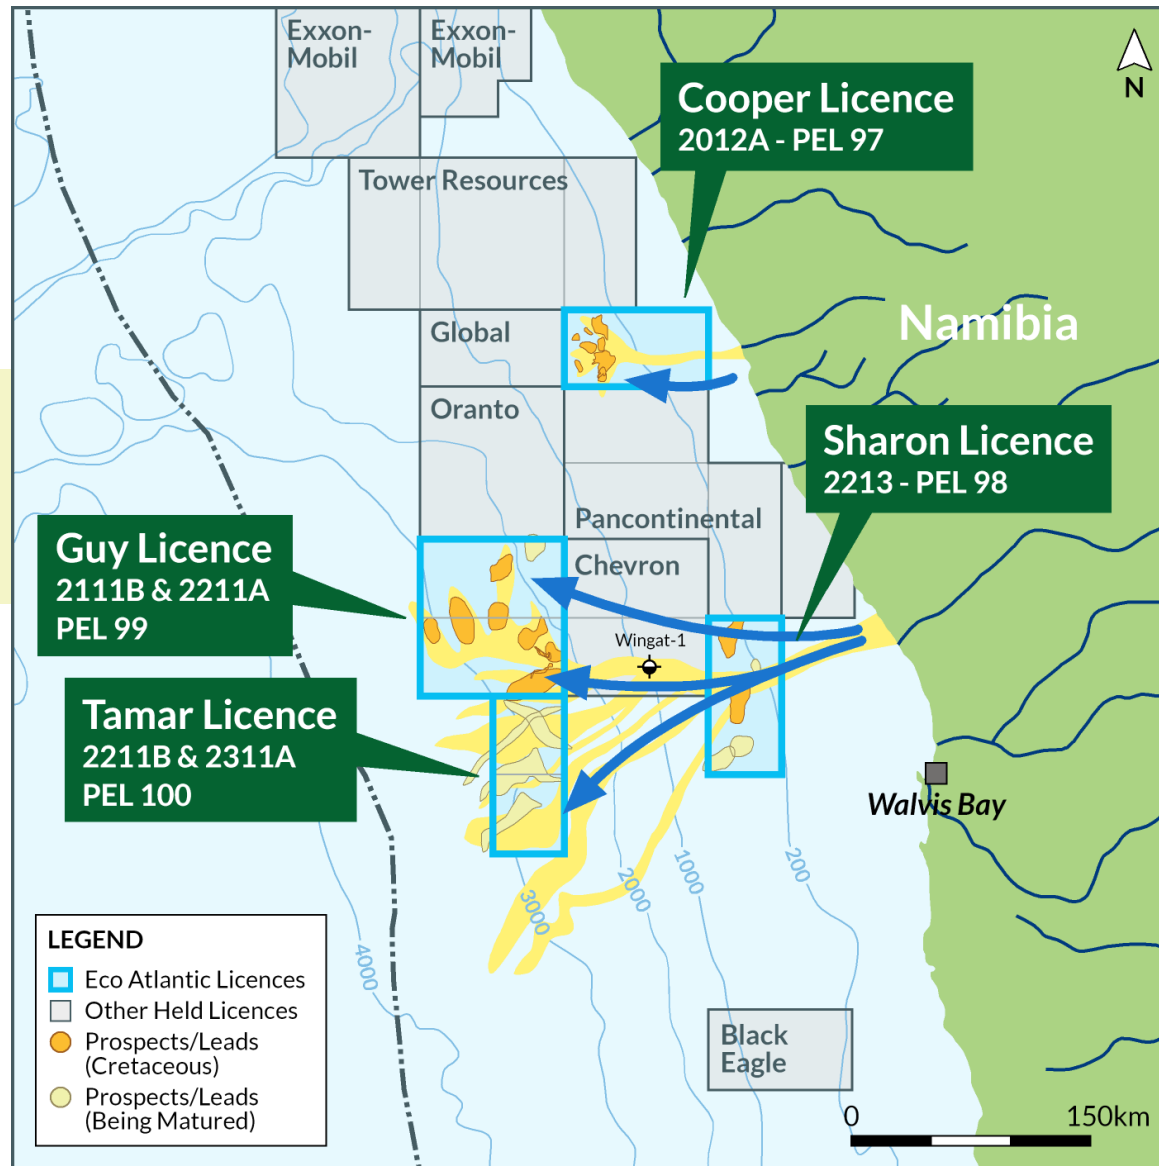 Exxon-
Mobil
Exxon-
Mobil
N
Cooper Licence
2012A - PEL 97
Tower Resources
Namibia
Global
Oranto
Sharon Licence
2213 - PEL 98
Pancontinental
Chevron
Guy Licence
2111B & 2211A
PEL 99
Wingat-1
Tamar Licence
2211B & 2311A
PEL 100
Walvis Bay
200
1000
2000
3000
4000
LEGEND
Eco Atlantic Licences
Other Held Licences
Prospects/Leads
(Cretaceous)
Prospects/Leads
(Being Matured)
Black
Eagle
0 150km